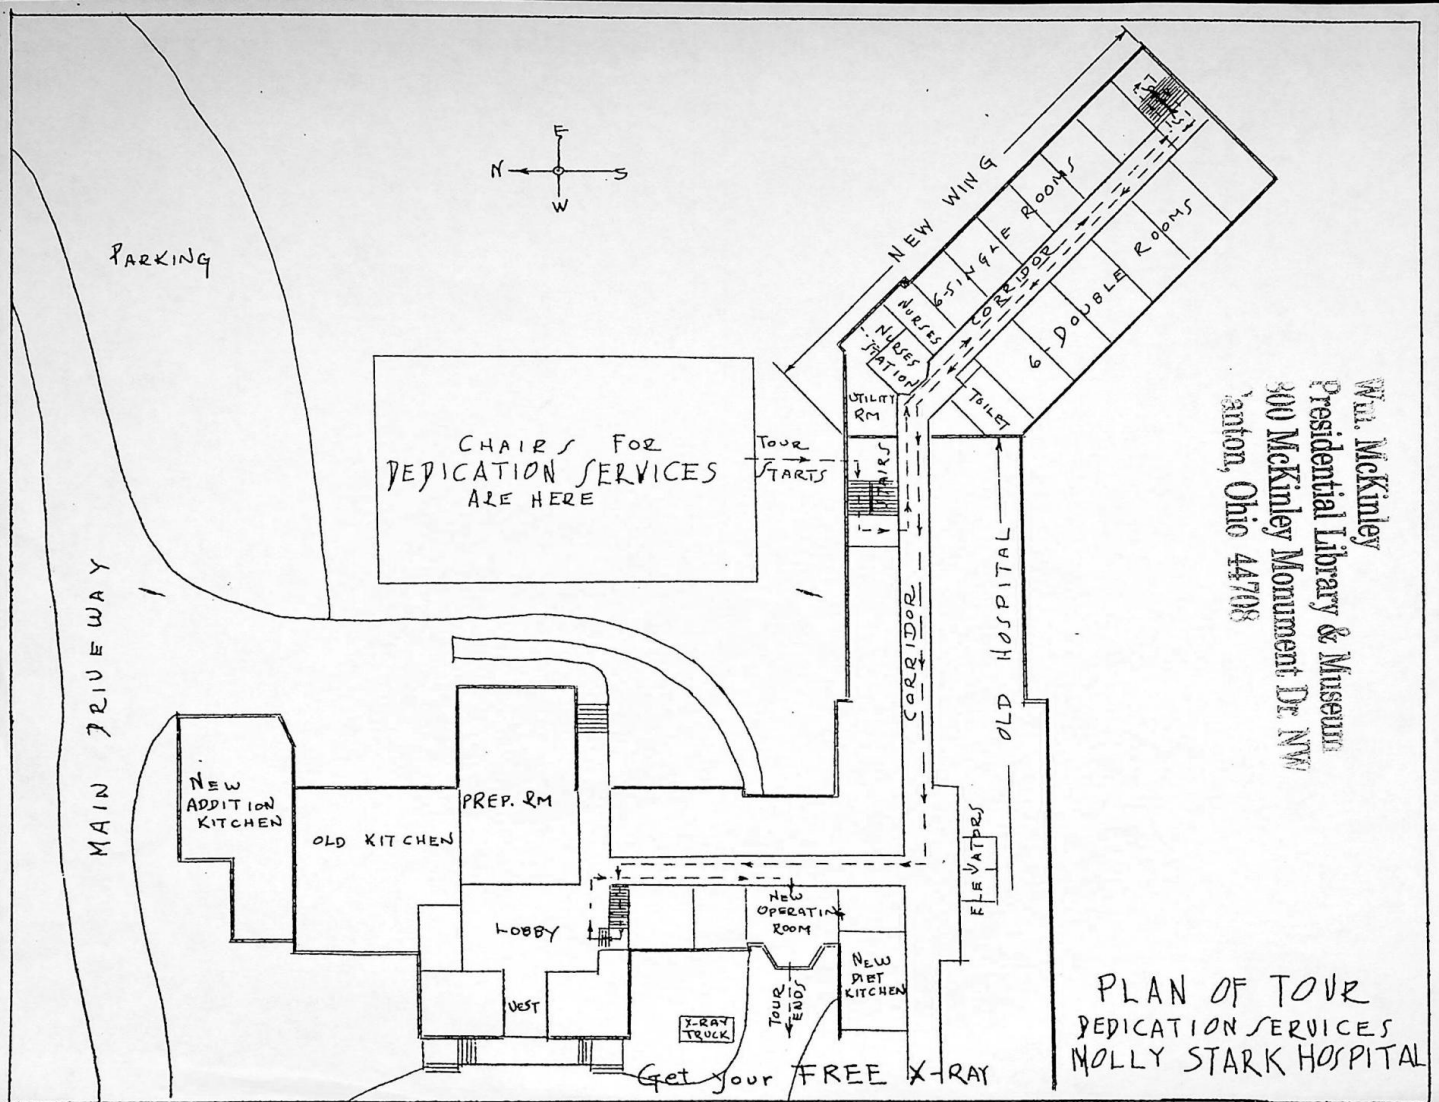 E
N S
W
PARKING
NEW WING
STAIRS
6-SINGLE ROOMS
CORRIDOR
6-DOUBLE ROOMS
NURSES
NURSES
STATION
TOILET
UTILITY
RM
CHAIRS FOR
DEDICATION SERVICES
ARE HERE
TOUR
STARTS
STAIRS
Wm. McKinley
Presidential Library & Museum
800 McKinley Monument Dr. NW
Canton, Ohio 44708
MAIN DRIVEWAY
CORRIDOR
OLD HOSPITAL
NEW
ADDITION
KITCHEN
OLD KITCHEN
PREP. RM
ELEVATORS
LOBBY
NEW
OPERATING
ROOM
NEW
DIET
KITCHEN
VEST
X-RAY
TRUCK
TOUR
ENDS
Get your FREE X-RAY
PLAN OF TOUR
DEDICATION SERVICES
MOLLY STARK HOSPITAL